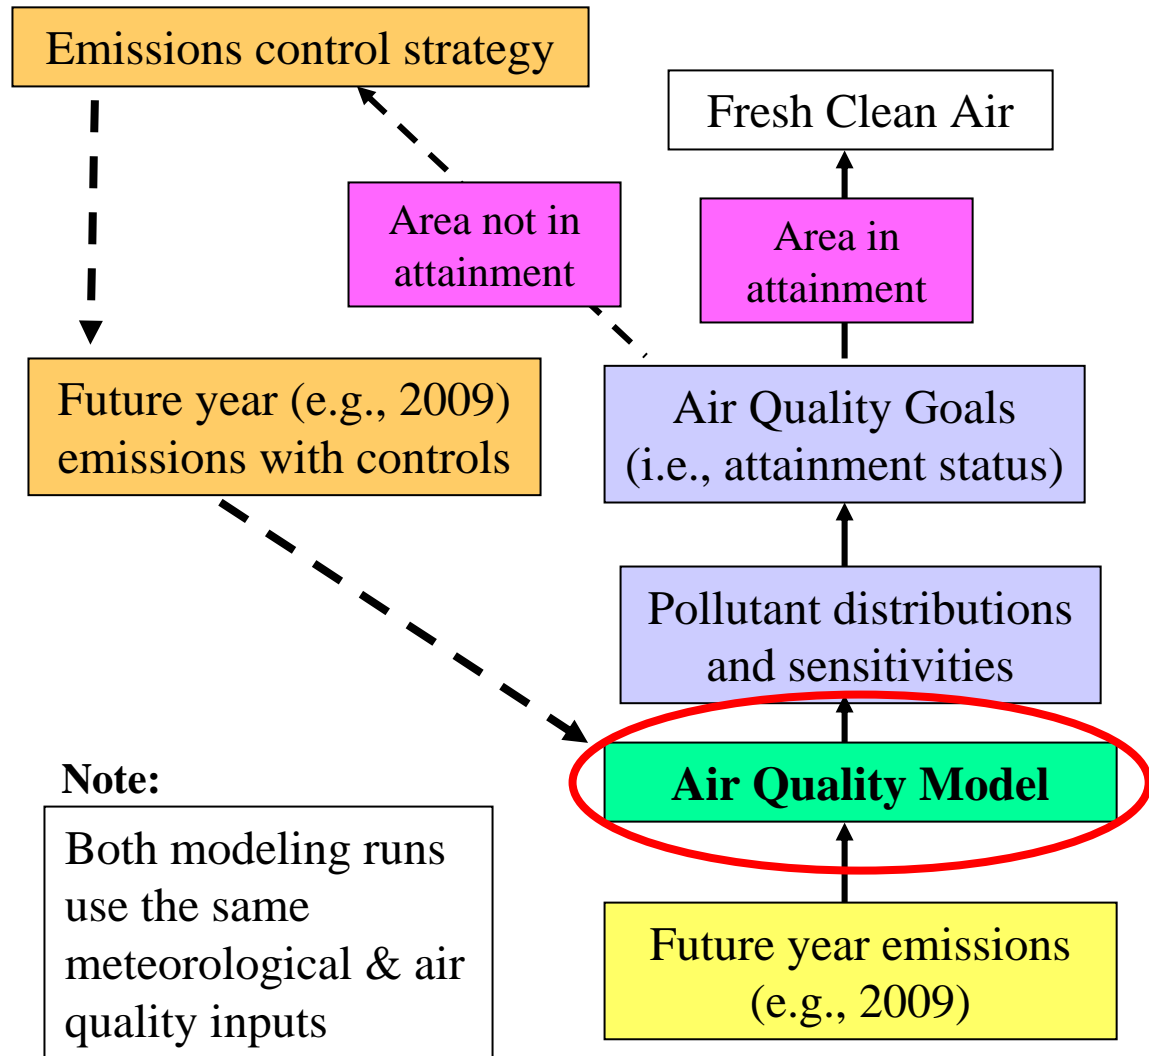 Emissions control strategy
Fresh Clean Air
Area not in
attainment
Area in
attainment
Future year (e.g., 2009)
emissions with controls
Air Quality Goals
(i.e., attainment status)
Pollutant distributions
and sensitivities
Air Quality Model
Note:
Both modeling runs
use the same
meteorological & air
quality inputs
Future year emissions
(e.g., 2009)